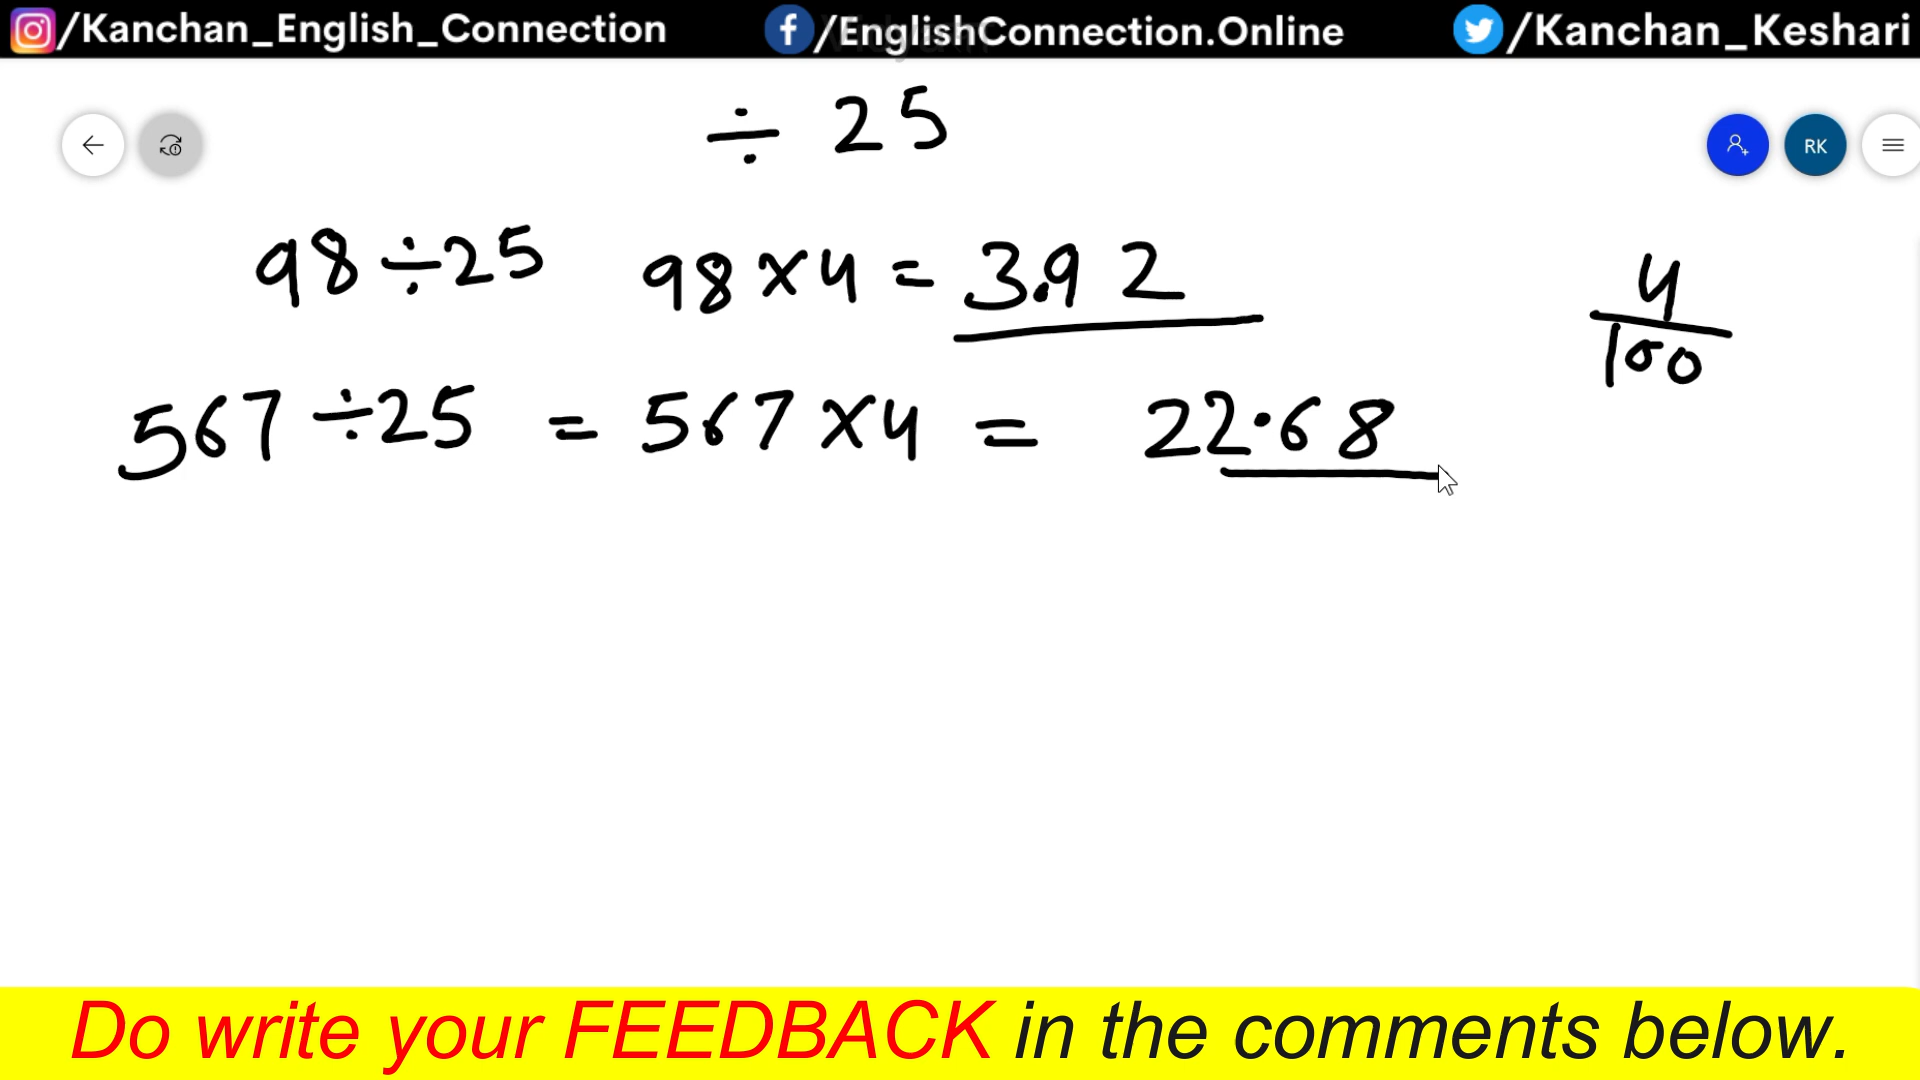 /Kanchan_English_Connection /EnglishConnection.Online /Kanchan_Keshari
÷ 25
RK
98÷25 98×4 = 3.92
4
100
567÷25 = 567×4 = 22.68
Do write your FEEDBACK in the comments below.